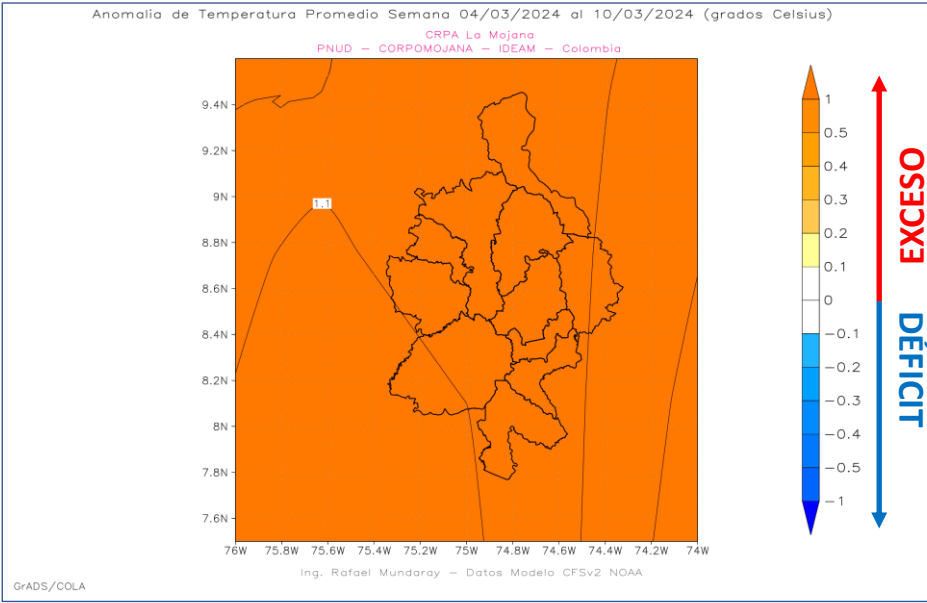 Anomalia de Temperatura Promedio Semana 04/03/2024 al 10/03/2024 (grados Celsius)
CRPA La Mojana
PNUD – CORPOMOJANA – IDEAM – Colombia
9.4N
9.2N
9N
8.8N
8.6N
8.4N
8.2N
8N
7.8N
7.6N
1.1
76W 75.8W 75.6W 75.4W 75.2W 75W 74.8W 74.6W 74.4W 74.2W 74W
1
0.5
0.4
0.3
0.2
0.1
0
−0.1
−0.2
−0.3
−0.4
−0.5
−1
EXCESO
DÉFICIT
Ing. Rafael Mundaray – Datos Modelo CFSv2 NOAA
GrADS/COLA